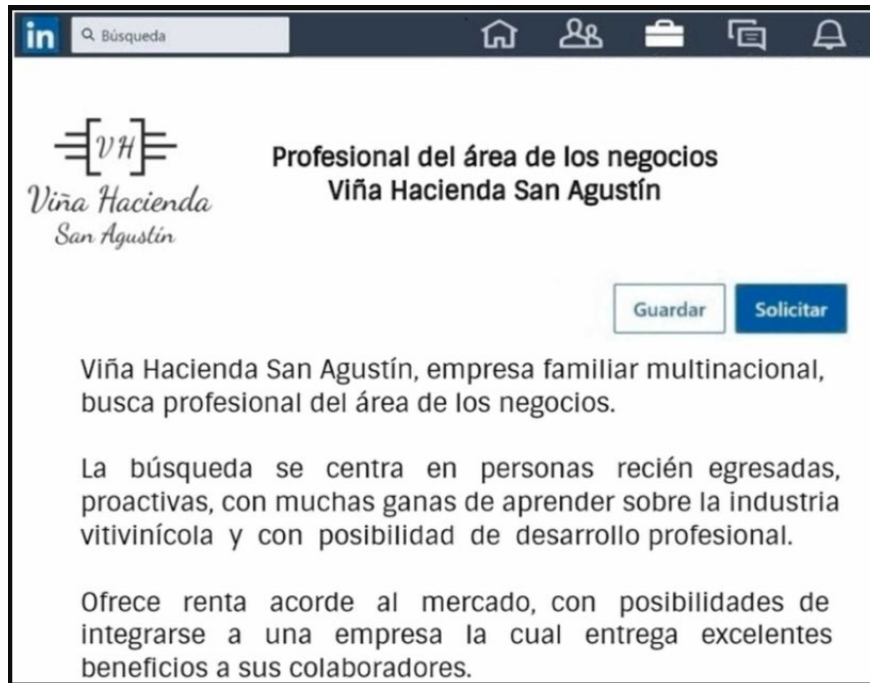 in
Búsqueda
VH
Viña Hacienda
San Agustín
Profesional del área de los negocios
Viña Hacienda San Agustín
Guardar
Solicitar
Viña Hacienda San Agustín, empresa familiar multinacional,
busca profesional del área de los negocios.
La búsqueda se centra en personas recién egresadas,
proactivas, con muchas ganas de aprender sobre la industria
vitivinícola y con posibilidad de desarrollo profesional.
Ofrece renta acorde al mercado, con posibilidades de
integrarse a una empresa la cual entrega excelentes
beneficios a sus colaboradores.